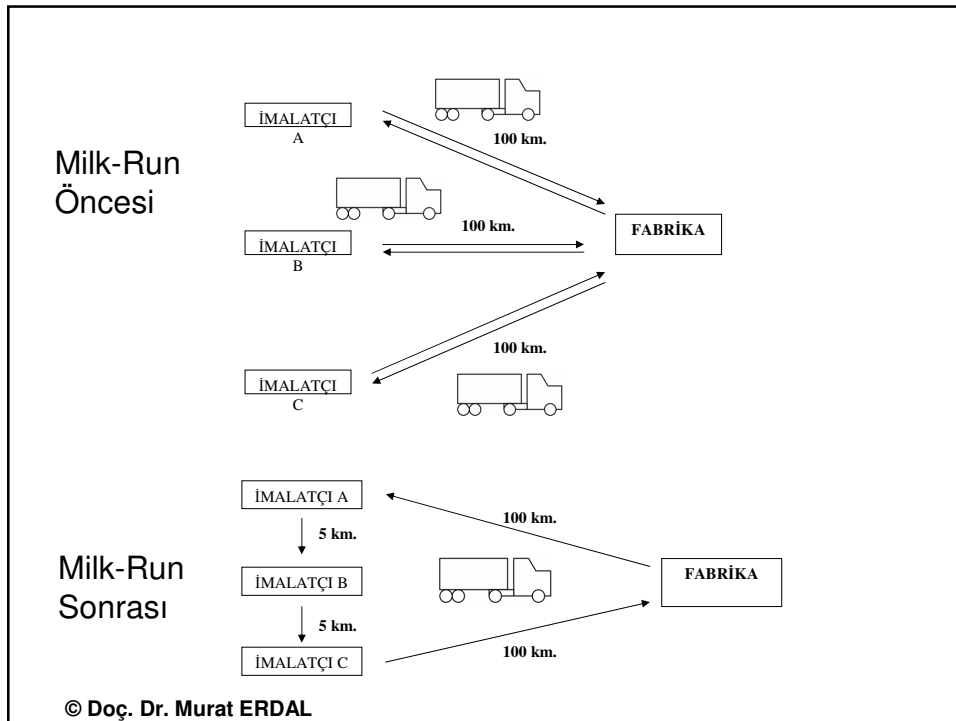 İMALATÇI
A
100 km.
Milk-Run
Öncesi
100 km.
İMALATÇI
B
FABRİKA
100 km.
İMALATÇI
C
İMALATÇI A
100 km.
5 km.
Milk-Run
Sonrası
İMALATÇI B
FABRİKA
5 km.
İMALATÇI C
100 km.
© Doç. Dr. Murat ERDAL